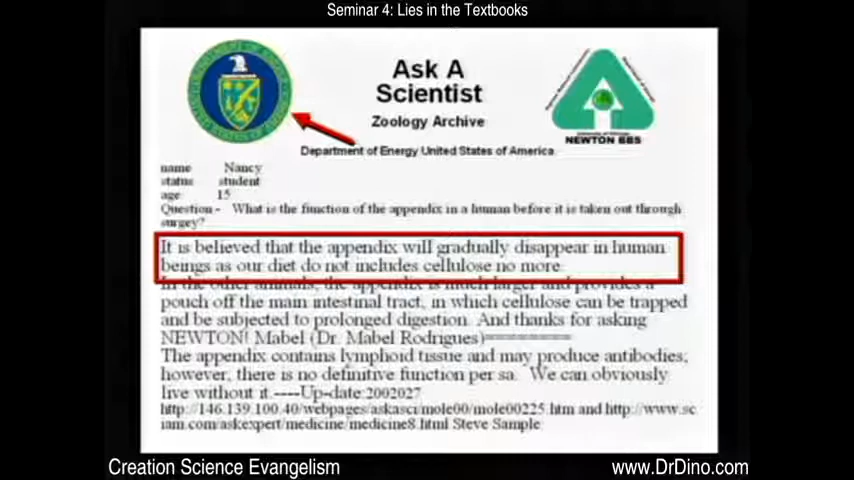 Seminar 4: Lies in the Textbooks
Ask A
Scientist
Zoology Archive
NEWTON BBS
Department of Energy United States of America
name Nancy
status student
age 15
Question - What is the function of the appendix in a human before it is taken out through
surgey?
It is believed that the appendix will gradually disappear in human
beings as our diet do not includes cellulose no more.
In the other animals, the appendix is much larger and provides a
pouch off the main intestinal tract, in which cellulose can be trapped
and be subjected to prolonged digestion. And thanks for asking
NEWTON! Mabel (Dr. Mabel Rodrigues)=========
The appendix contains lymphoid tissue and may produce antibodies;
however, there is no definitive function per sa. We can obviously
live without it.----Up-date:2002027
http://146.139.100.40/webpages/askasci/mole00/mole00225.htm and http://www.sc
iam.com/askexpert/medicine/medicine8.html Steve Sample
Creation Science Evangelism
www.DrDino.com